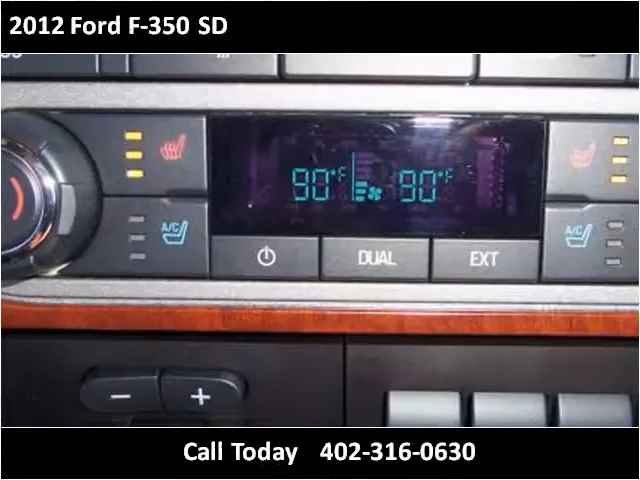 2012 Ford F-350 SD
90°F 90°F
A/C A/C
DUAL EXT
− +
Call Today 402-316-0630